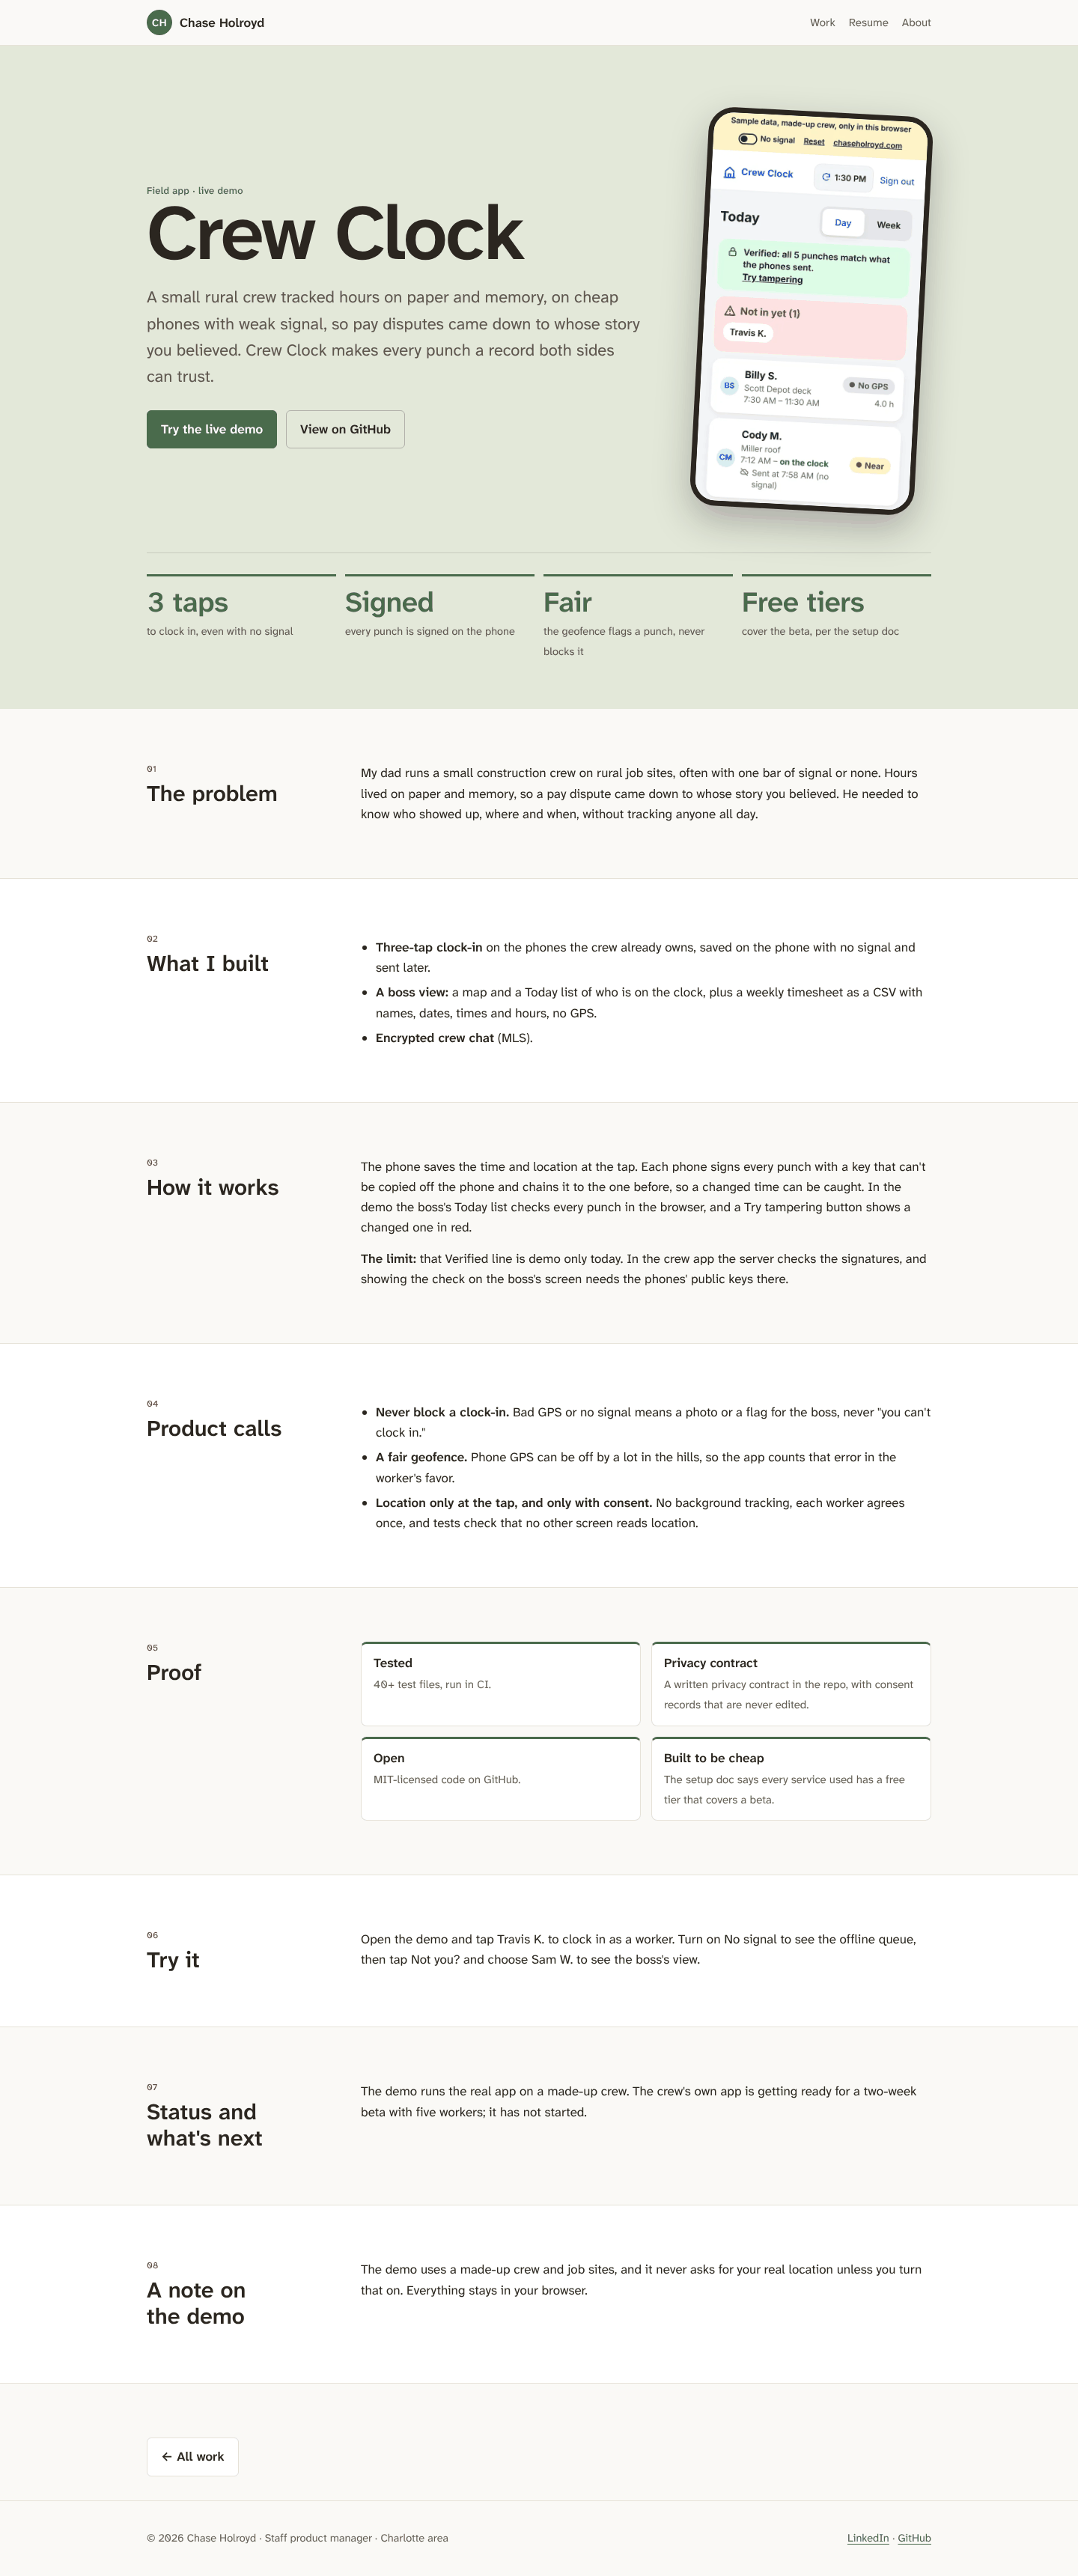 CH Chase Holroyd
Work Resume About
Field app · live demo
Crew Clock
A small rural crew tracked hours on paper and memory, on cheap
phones with weak signal, so pay disputes came down to whose story
you believed. Crew Clock makes every punch a record both sides
can trust.
Try the live demo
View on GitHub
Sample data, made-up crew, only in this browser
No signal Reset chaseholroyd.com
Crew Clock 1:30 PM Sign out
Today Day Week
Verified: all 5 punches match what
the phones sent.
Try tampering
Not in yet (1)
Travis K.
BS Billy S.
Scott Depot deck
7:30 AM – 11:30 AM
No GPS
4.0 h
CM Cody M.
Miller roof
7:12 AM – on the clock
Sent at 7:58 AM (no
signal)
Near
3 taps
to clock in, even with no signal
Signed
every punch is signed on the phone
Fair
the geofence flags a punch, never
blocks it
Free tiers
cover the beta, per the setup doc
01
The problem
My dad runs a small construction crew on rural job sites, often with one bar of signal or none. Hours
lived on paper and memory, so a pay dispute came down to whose story you believed. He needed to
know who showed up, where and when, without tracking anyone all day.
02
What I built
• Three-tap clock-in on the phones the crew already owns, saved on the phone with no signal and
sent later.
• A boss view: a map and a Today list of who is on the clock, plus a weekly timesheet as a CSV with
names, dates, times and hours, no GPS.
• Encrypted crew chat (MLS).
03
How it works
The phone saves the time and location at the tap. Each phone signs every punch with a key that can't
be copied off the phone and chains it to the one before, so a changed time can be caught. In the
demo the boss's Today list checks every punch in the browser, and a Try tampering button shows a
changed one in red.
The limit: that Verified line is demo only today. In the crew app the server checks the signatures, and
showing the check on the boss's screen needs the phones' public keys there.
04
Product calls
• Never block a clock-in. Bad GPS or no signal means a photo or a flag for the boss, never "you can't
clock in."
• A fair geofence. Phone GPS can be off by a lot in the hills, so the app counts that error in the
worker's favor.
• Location only at the tap, and only with consent. No background tracking, each worker agrees
once, and tests check that no other screen reads location.
05
Proof
Tested
40+ test files, run in CI.
Privacy contract
A written privacy contract in the repo, with consent
records that are never edited.
Open
MIT-licensed code on GitHub.
Built to be cheap
The setup doc says every service used has a free
tier that covers a beta.
06
Try it
Open the demo and tap Travis K. to clock in as a worker. Turn on No signal to see the offline queue,
then tap Not you? and choose Sam W. to see the boss's view.
07
Status and
what's next
The demo runs the real app on a made-up crew. The crew's own app is getting ready for a two-week
beta with five workers; it has not started.
08
A note on
the demo
The demo uses a made-up crew and job sites, and it never asks for your real location unless you turn
that on. Everything stays in your browser.
← All work
© 2026 Chase Holroyd · Staff product manager · Charlotte area
LinkedIn · GitHub